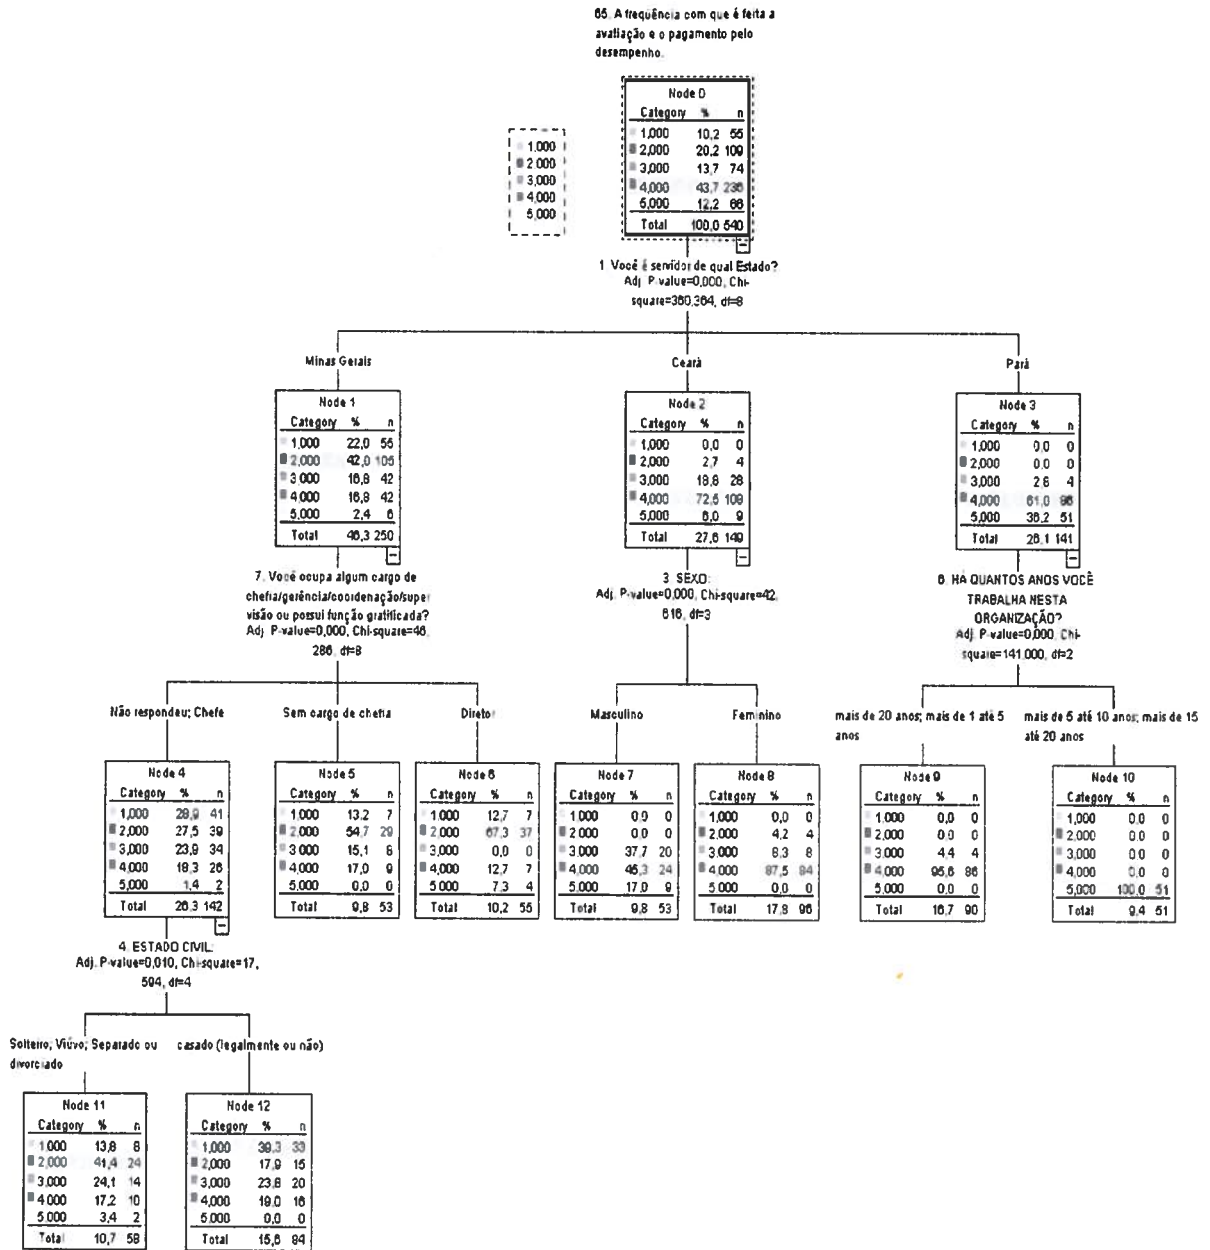 65. A freqüência com que é feita a
avaliação e o pagamento pelo
desempenho.
Node 0
Category % n
1,000 10,2 55
2,000 20,2 109
3,000 13,7 74
4,000 43,7 236
5,000 12,2 66
Total 100,0 540
1,000
2 000
3,000
4,000
5,000
1 Você é servidor de qual Estado?
Adj P-value=0,000, Chi-
square=360,364, df=8
Minas Gerais
Ceará
Pará
Node 1
Category % n
1,000 22,0 55
2,000 42,0 105
3 000 16,8 42
4 000 16,8 42
5,000 2,4 6
Total 46,3 250
Node 2
Category % n
1,000 0,0 0
2,000 2,7 4
3,000 18,8 28
4,000 72,5 108
5,000 6,0 9
Total 27,6 149
Node 3
Category % n
1,000 0,0 0
2,000 0,0 0
3,000 2,8 4
4,000 61,0 86
5,000 36,2 51
Total 26,1 141
7. Você ocupa algum cargo de
chefia/gerência/coordenação/super
visão ou possui função gratificada?
Adj P-value=0,000, Chi-square=46,
286, df=8
3 SEXO:
Adj. P-value=0,000, Chi-square=42,
616, df=3
6. HÁ QUANTOS ANOS VOCÊ
TRABALHA NESTA
ORGANIZAÇÃO?
Adj. P-value=0,000, Chi-
square=141,000, df=2
Não respondeu; Chefe
Sem cargo de chefia
Diretor
Masculino
Feminino
mais de 20 anos; mais de 1 até 5
anos
mais de 5 até 10 anos; mais de 15
até 20 anos
Node 4
Category % n
1,000 28,9 41
2,000 27,5 39
3,000 23,9 34
4,000 18,3 26
5,000 1,4 2
Total 26,3 142
Node 5
Category % n
1 000 13,2 7
2 000 54,7 29
3 000 15,1 8
4 000 17,0 9
5 000 0,0 0
Total 9,8 53
Node 6
Category % n
1 000 12,7 7
2 000 67,3 37
3 000 0,0 0
4,000 12,7 7
5 000 7,3 4
Total 10,2 55
Node 7
Category % n
1 000 0,0 0
2 000 0,0 0
3 000 37,7 20
4,000 45,3 24
5,000 17,0 9
Total 9,8 53
Node 8
Category % n
1,000 0,0 0
2,000 4,2 4
3,000 8,3 8
4 000 87,5 84
5,000 0,0 0
Total 17,8 96
Node 9
Category % n
1 000 0,0 0
2 000 0,0 0
3 000 4,4 4
4 000 95,6 86
5 000 0,0 0
Total 16,7 90
Node 10
Category % n
1,000 0,0 0
2,000 0,0 0
3,000 0,0 0
4,000 0,0 0
5,000 100,0 51
Total 9,4 51
4 ESTADO CIVIL:
Adj. P-value=0,010, Chi-square=17,
594, df=4
Solteiro; Viúvo; Separado ou
divorciado
casado (legalmente ou não)
Node 11
Category % n
1 000 13,8 8
2,000 41,4 24
3,000 24,1 14
4 000 17,2 10
5 000 3,4 2
Total 10,7 58
Node 12
Category % n
1,000 39,3 33
2,000 17,9 15
3,000 23,8 20
4,000 19,0 16
5 000 0,0 0
Total 15,6 84